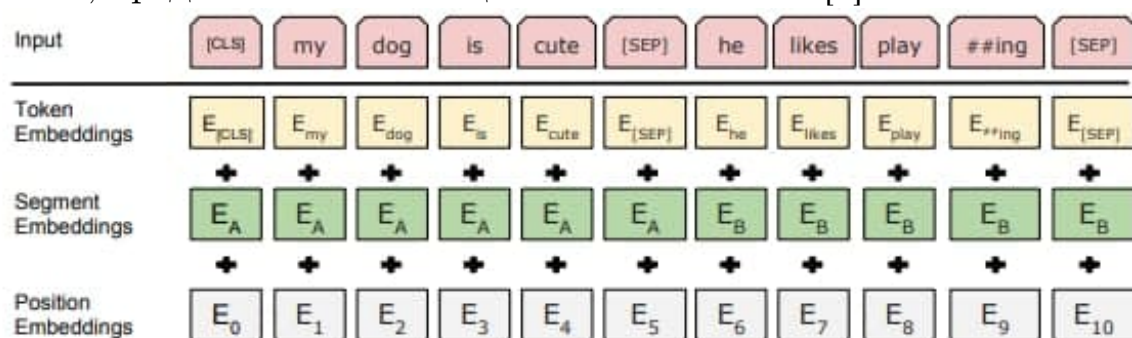 Input [CLS] my dog is cute [SEP] he likes play ##ing [SEP]
Token
Embeddings E[CLS] Emy Edog Eis Ecute E[SEP] Ehe Elikes Eplay E##ing E[SEP]
+ + + + + + + + + + +
Segment
Embeddings EA EA EA EA EA EA EB EB EB EB EB
+ + + + + + + + + + +
Position
Embeddings E0 E1 E2 E3 E4 E5 E6 E7 E8 E9 E10